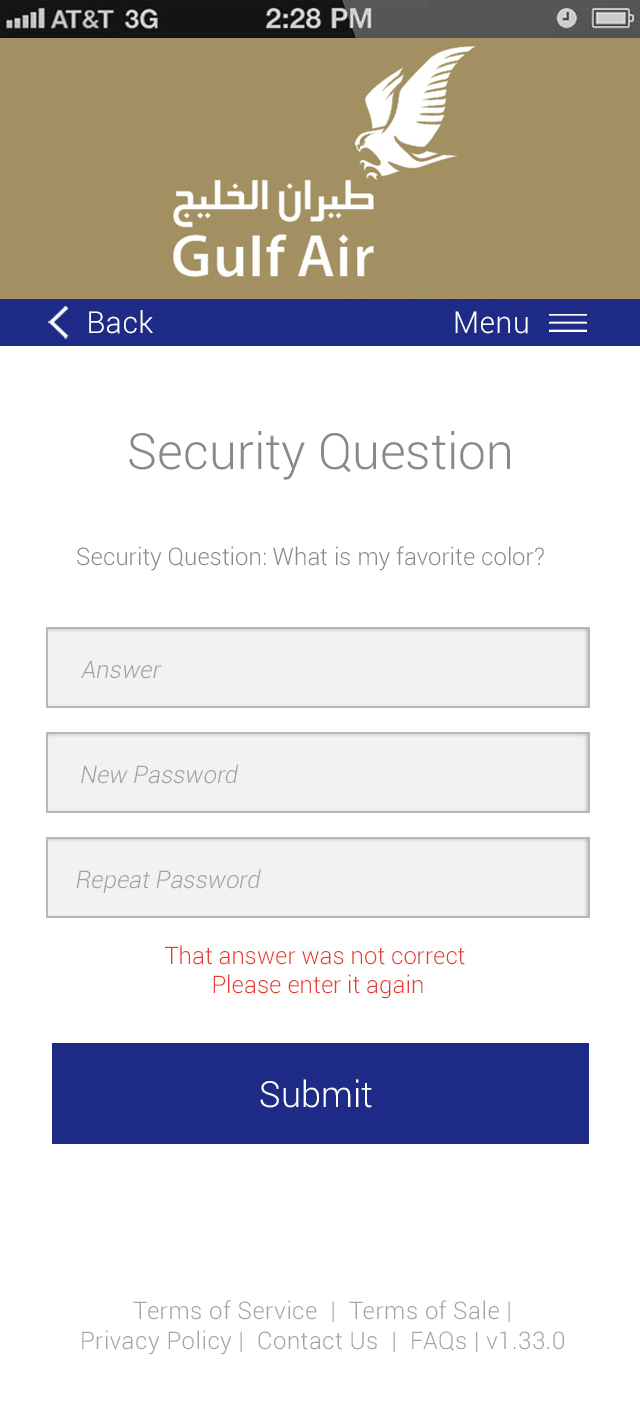 AT&T 3G 2:28 PM
طيران الخليج
Gulf Air
Back Menu
Security Question
Security Question: What is my favorite color?
Answer
New Password
Repeat Password
That answer was not correct
Please enter it again
Submit
Terms of Service | Terms of Sale |
Privacy Policy | Contact Us | FAQs | v1.33.0